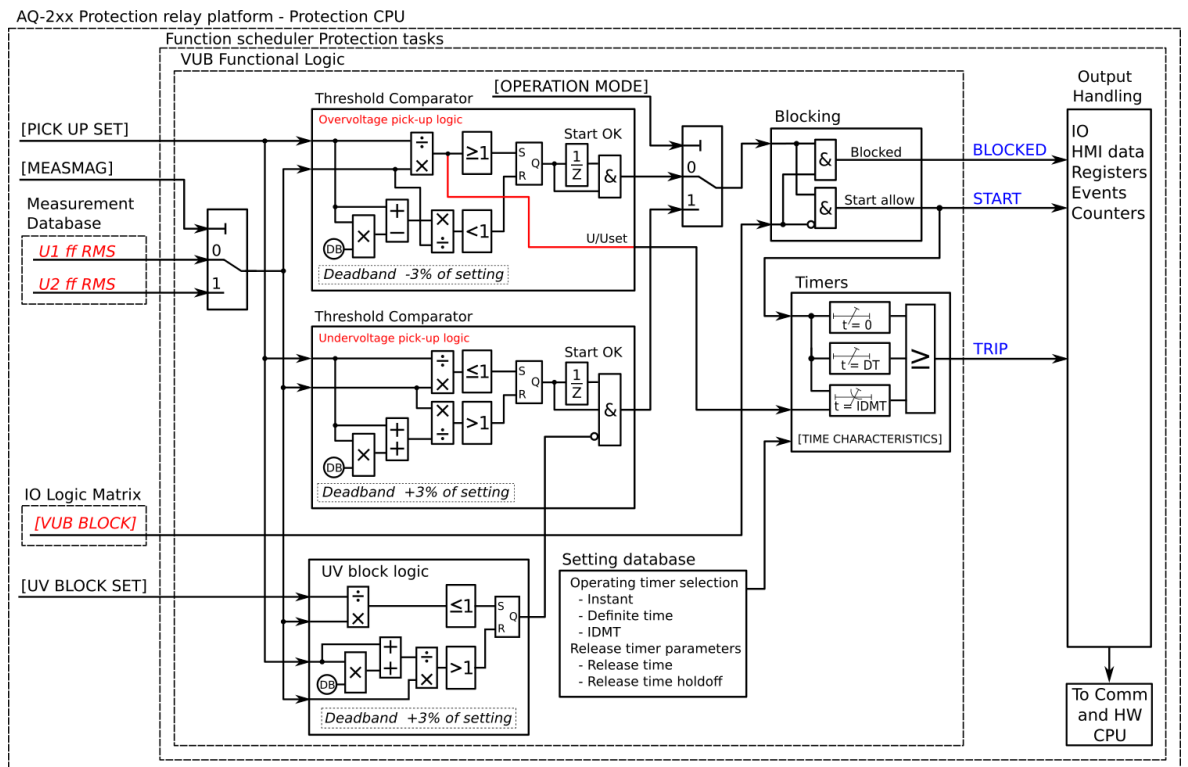 AQ-2xx Protection relay platform - Protection CPU
Function scheduler Protection tasks
VUB Functional Logic
[OPERATION MODE]
Output
Handling
[PICK UP SET]
[MEASMAG]
Measurement
Database
U1 ff RMS
U2 ff RMS
0
1
Threshold Comparator
Overvoltage pick-up logic
÷
×
≥1
S
R
Q
Start OK
1
Z
&
DB
×
+
−
×
÷
<1
U/Uset
Deadband -3% of setting
0
1
Blocking
&
Blocked
&
Start allow
BLOCKED
START
IO
HMI data
Registers
Events
Counters
Threshold Comparator
Undervoltage pick-up logic
÷
×
≤1
S
R
Q
Start OK
1
Z
&
DB
×
+
+
×
÷
>1
Deadband +3% of setting
Timers
t = 0
t = DT
t = IDMT
≥
[TIME CHARACTERISTICS]
TRIP
IO Logic Matrix
[VUB BLOCK]
[UV BLOCK SET]
UV block logic
÷
×
≤1
S
R
Q
DB
×
+
+
÷
×
>1
Deadband +3% of setting
Setting database
Operating timer selection
- Instant
- Definite time
- IDMT
Release timer parameters
- Release time
- Release time holdoff
To Comm
and HW
CPU